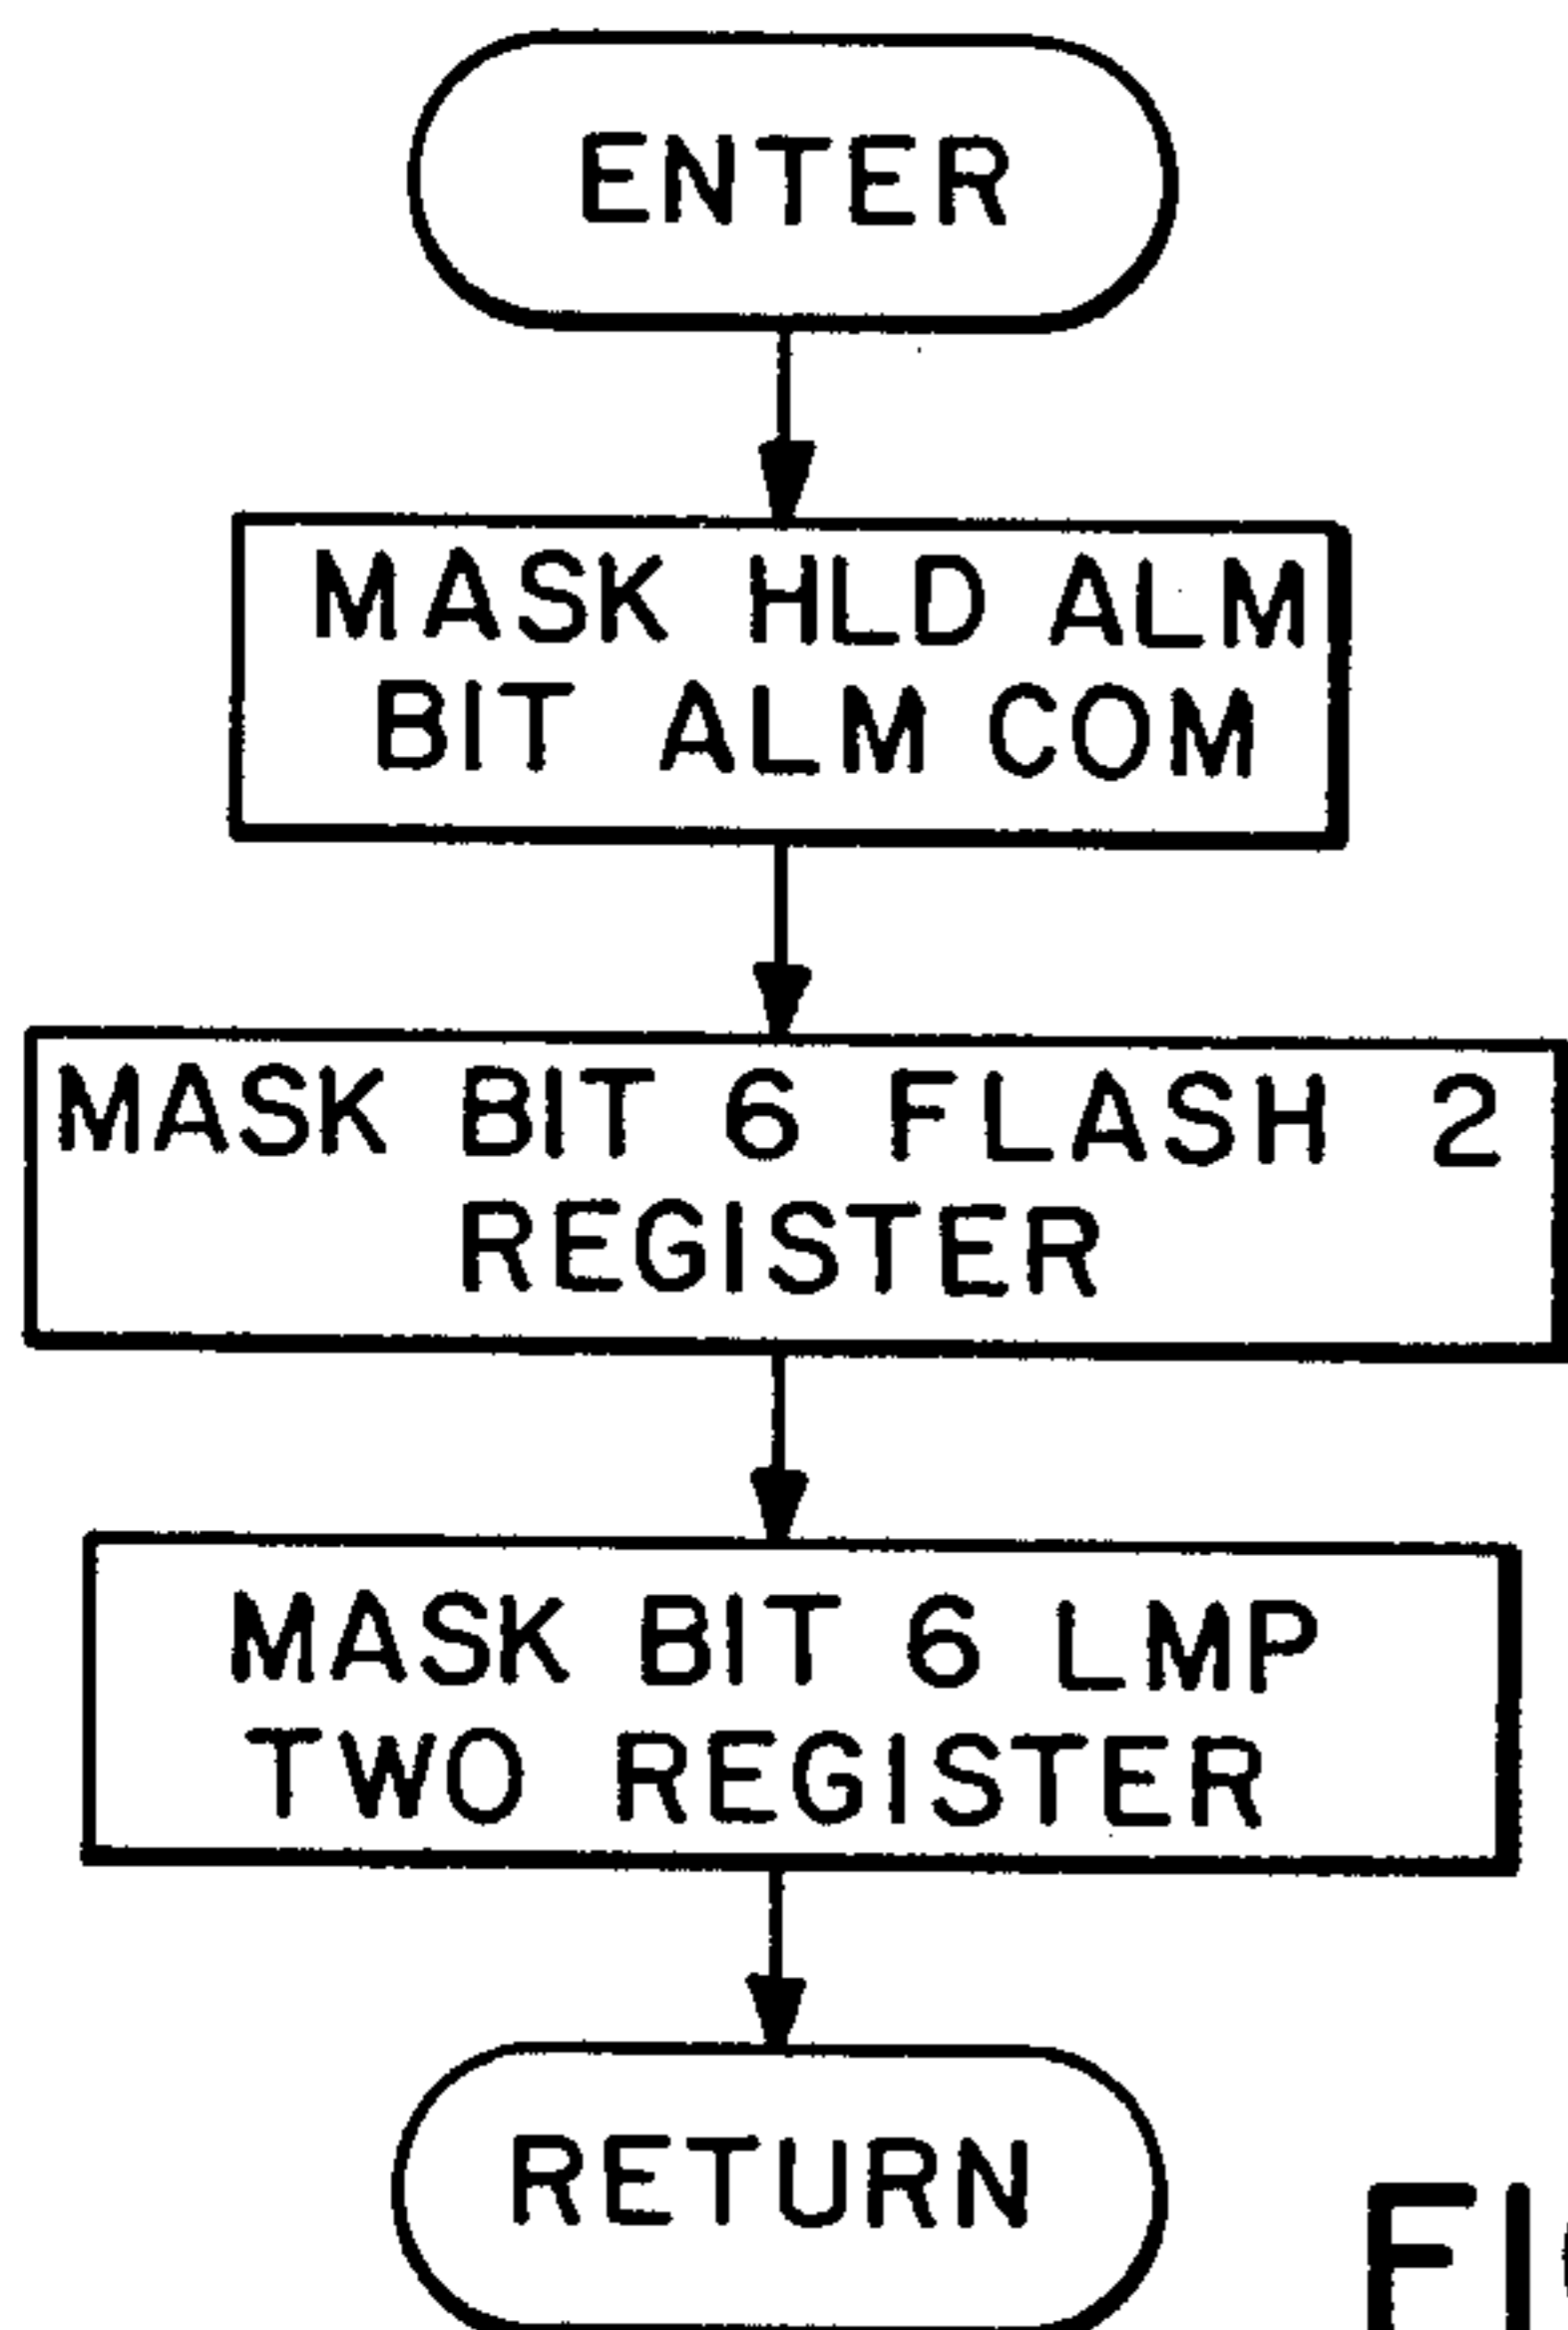 ENTER
MASK HLD ALM
BIT ALM COM
MASK BIT 6 FLASH 2
REGISTER
MASK BIT 6 LMP
TWO REGISTER
RETURN